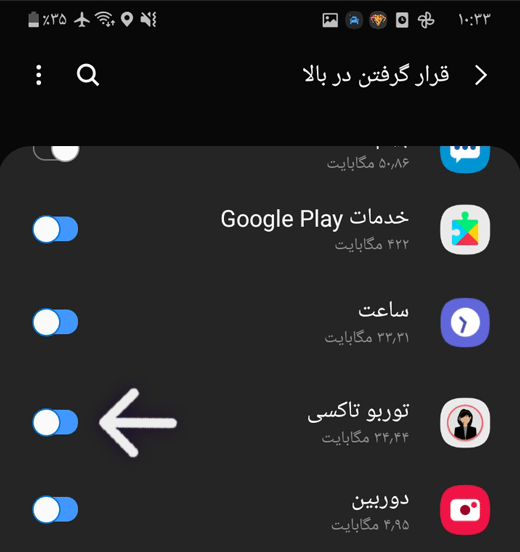 ٪۳۵ ۱۰:۳۳
قرار گرفتن در بالا
۵۰٫۸۶ مگابایت
خدمات Google Play
۴۲۲ مگابایت
ساعت
۳۳٫۳۱ مگابایت
توربو تاکسی
۳۴٫۴۴ مگابایت
دوربین
۴٫۹۵ مگابایت